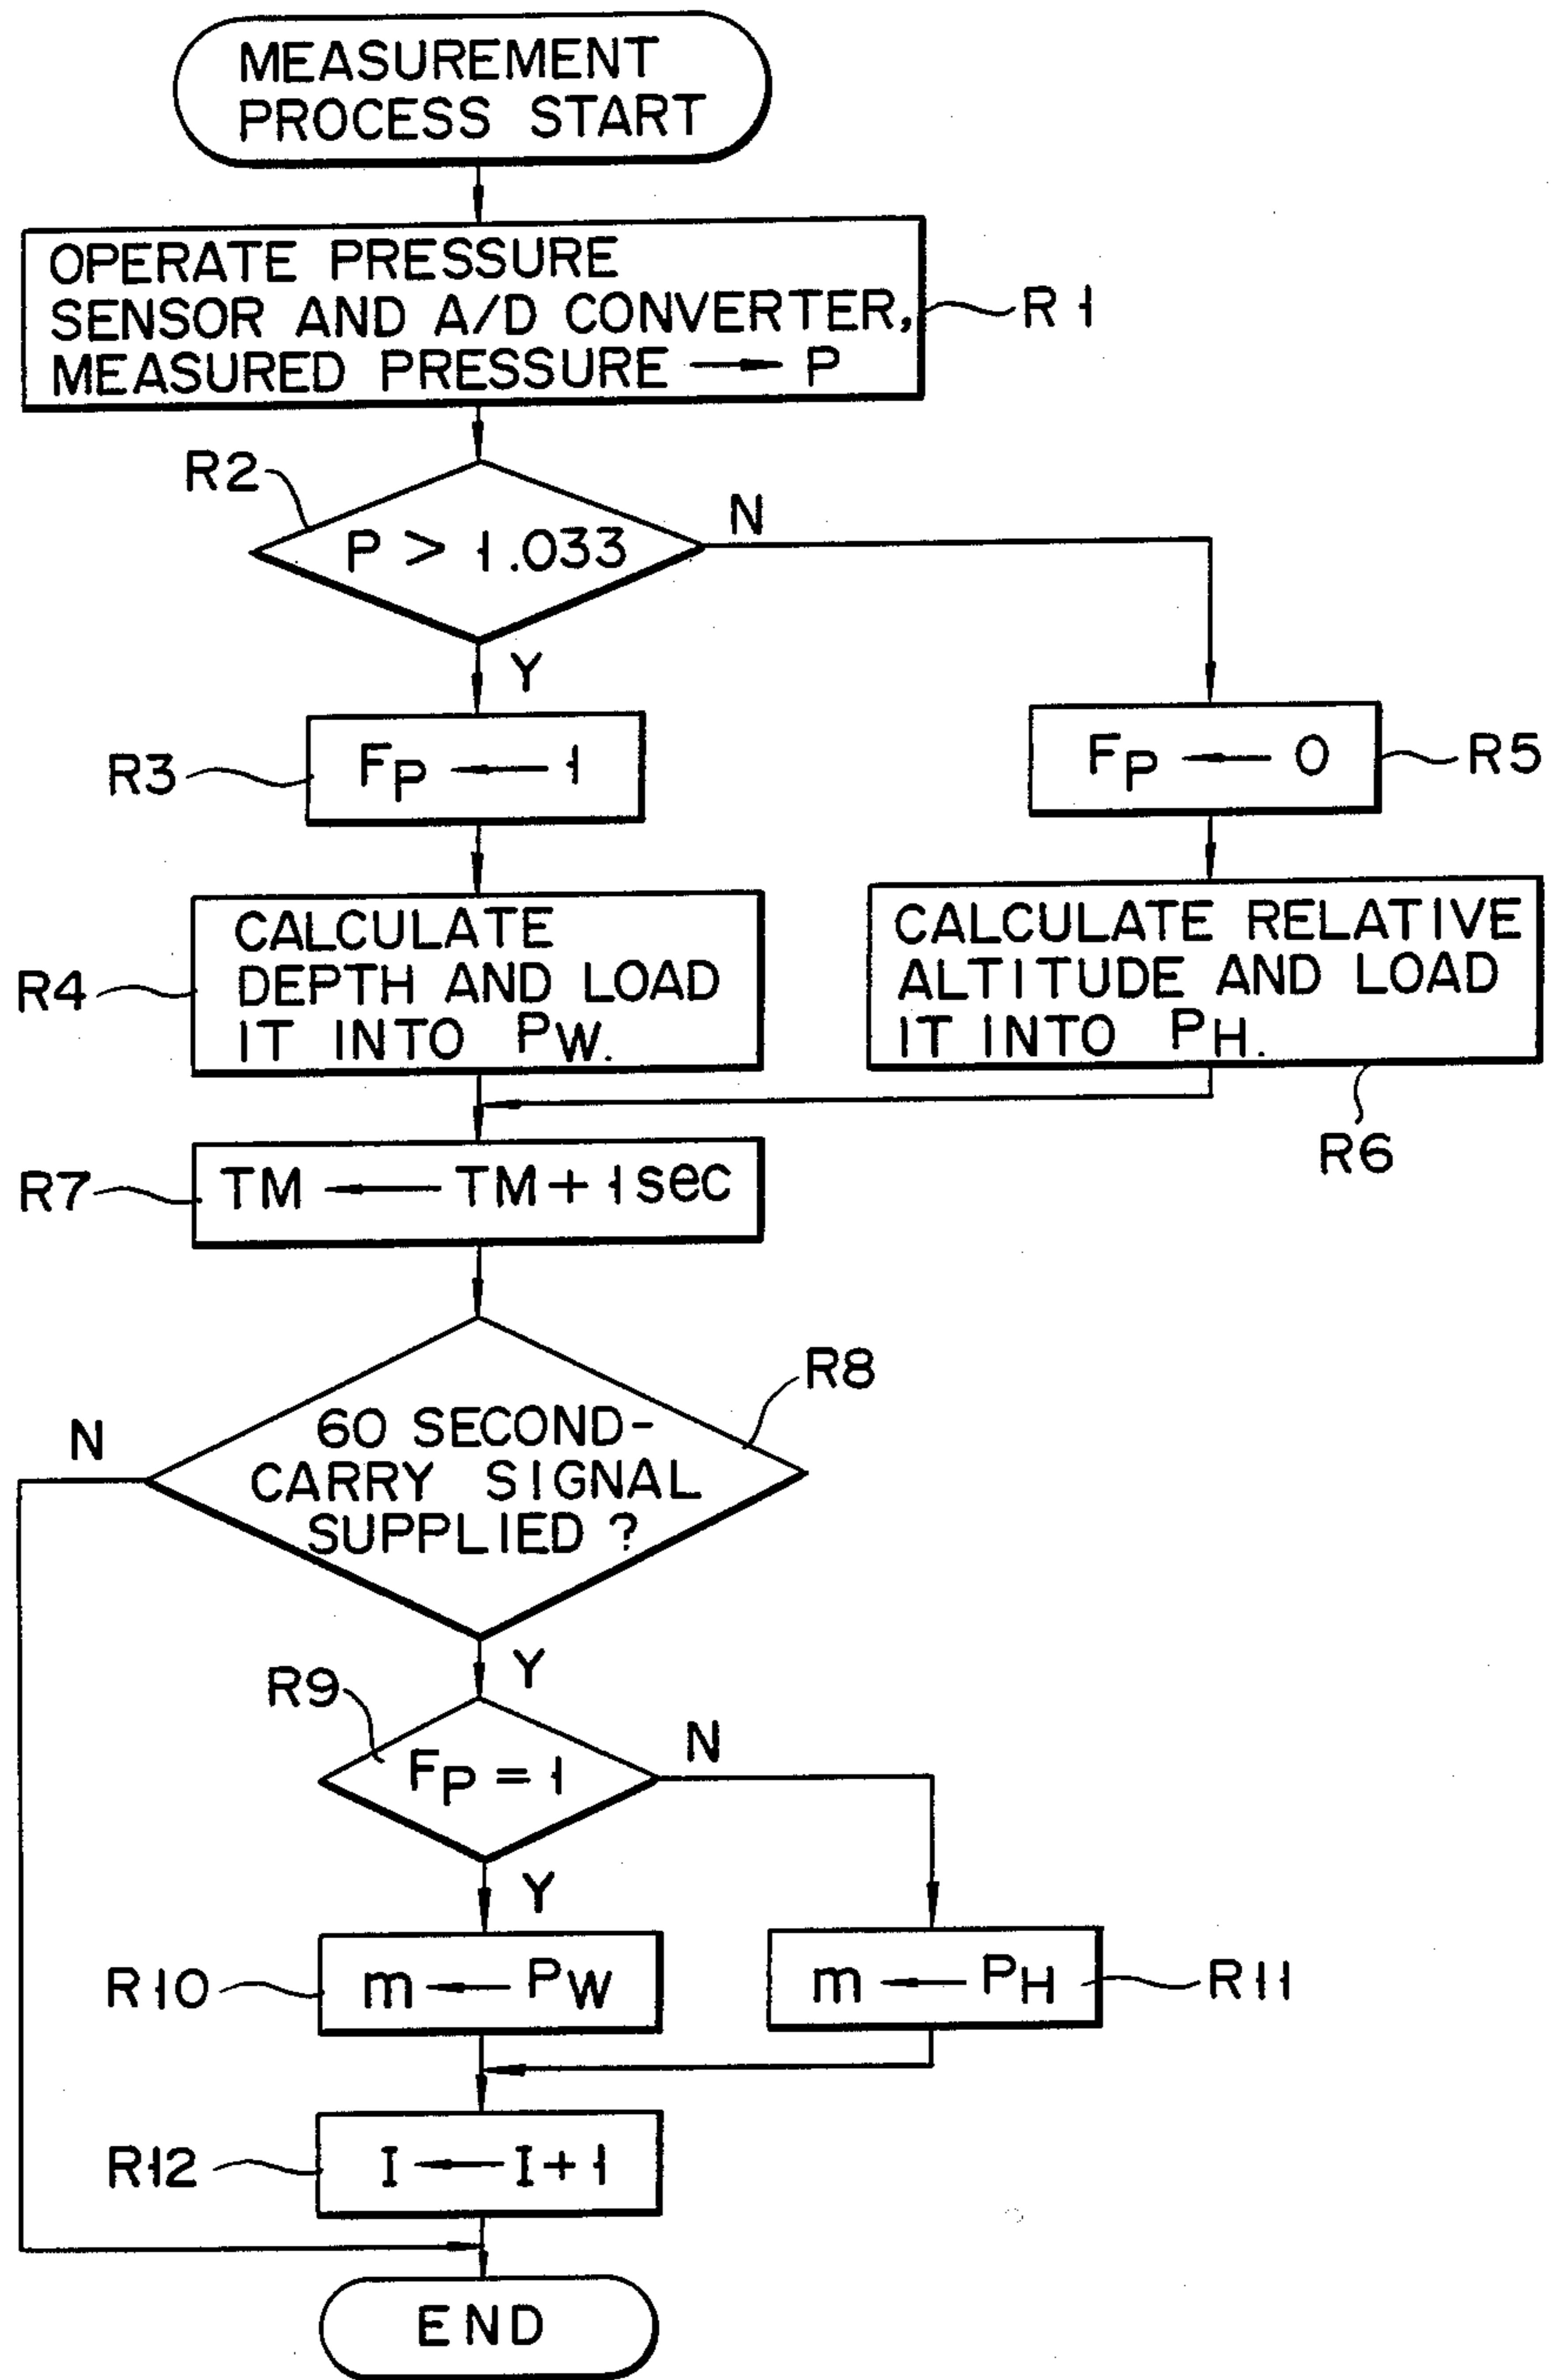 MEASUREMENT
PROCESS START
OPERATE PRESSURE
SENSOR AND A/D CONVERTER,
MEASURED PRESSURE → P
R1
R2
P > 1.033
N
Y
R3
FP ← 1
FP ← 0
R5
R4
CALCULATE
DEPTH AND LOAD
IT INTO PW.
CALCULATE RELATIVE
ALTITUDE AND LOAD
IT INTO PH.
R6
R7
TM ← TM + 1sec
R8
60 SECOND-
CARRY SIGNAL
SUPPLIED ?
N
Y
R9
FP = 1
N
Y
R10
m ← PW
m ← PH
R11
R12
I ← I+1
END